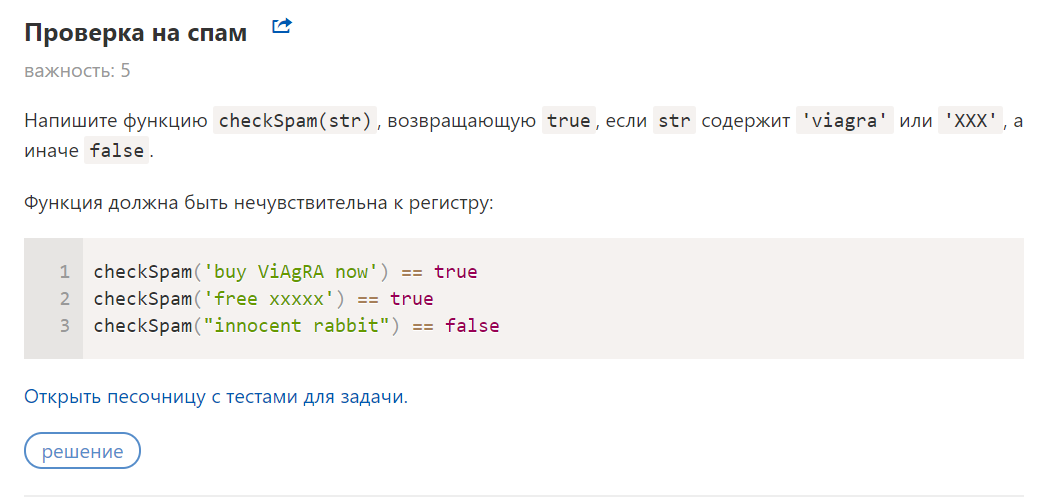 Проверка на спам
важность: 5
Напишите функцию checkSpam(str), возвращающую true, если str содержит 'viagra' или 'XXX', а
иначе false.
Функция должна быть нечувствительна к регистру:
1 checkSpam('buy ViAgRA now') == true
2 checkSpam('free xxxxx') == true
3 checkSpam("innocent rabbit") == false
Открыть песочницу с тестами для задачи.
решение